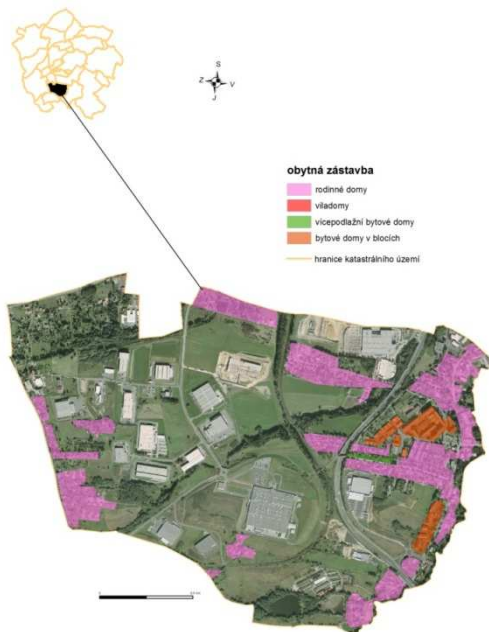 S
Z V
J
obytná zástavba
rodinné domy
viladomy
vícepodlažní bytové domy
bytové domy v blocích
hranice katastrálního území